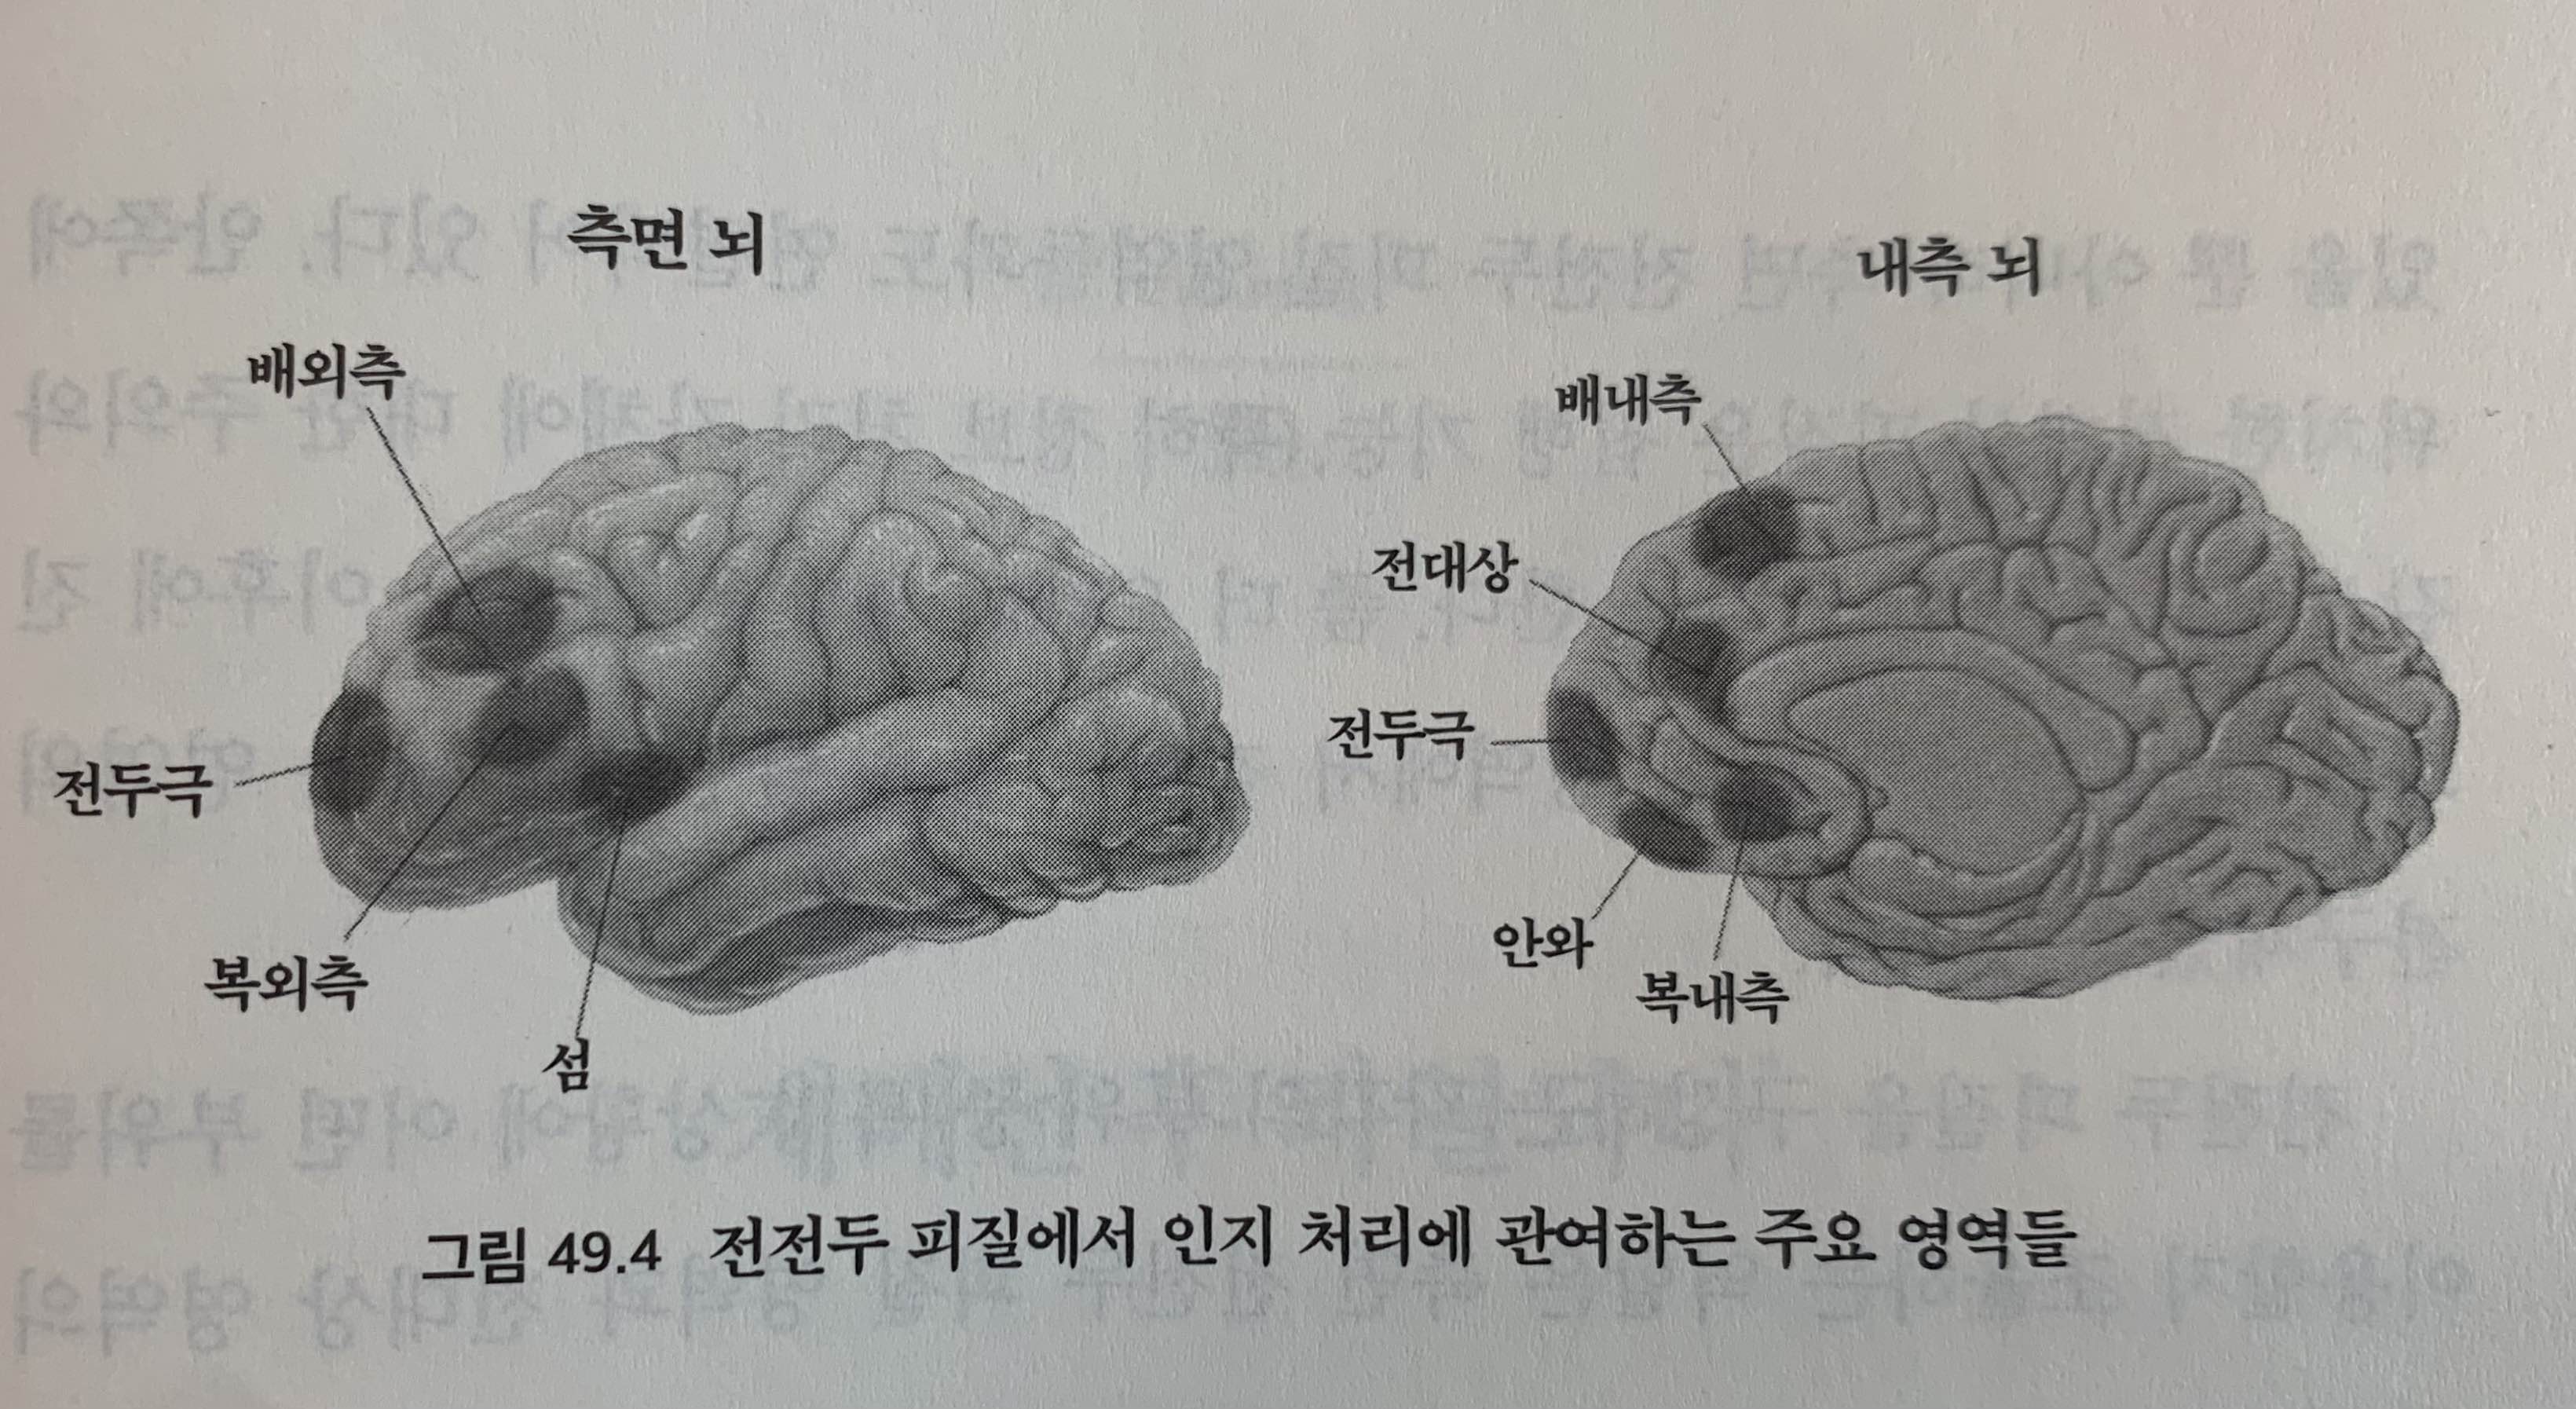 측면 뇌
내측 뇌
배외측
배내측
전대상
전두극
전두극
복외측
안와
복내측
섬
그림 49.4 전전두 피질에서 인지 처리에 관여하는 주요 영역들